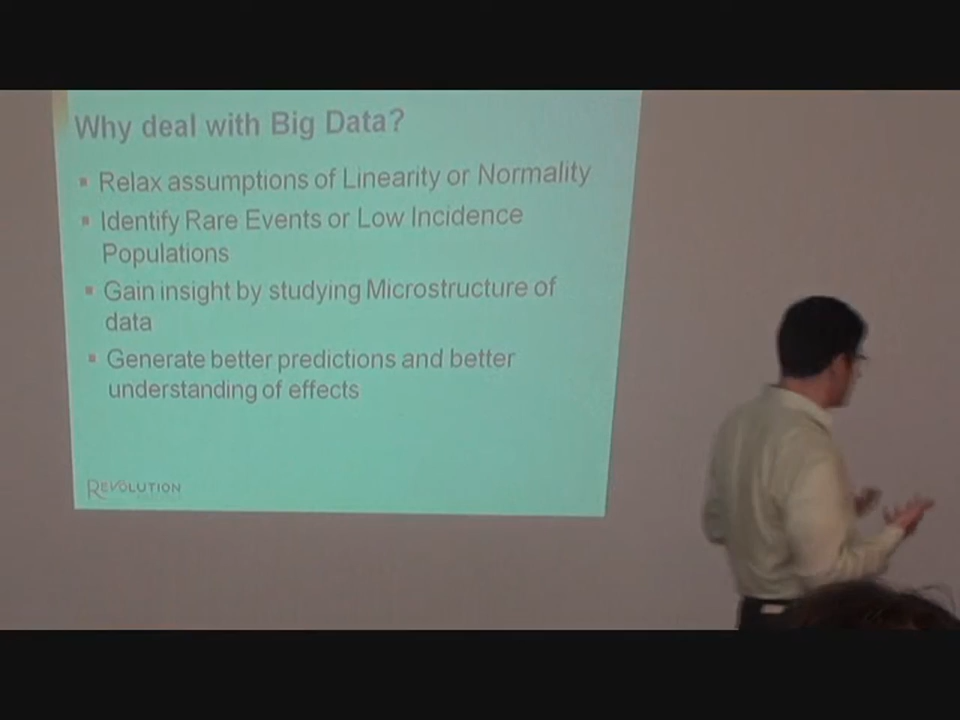 Why deal with Big Data?
▪ Relax assumptions of Linearity or Normality
▪ Identify Rare Events or Low Incidence
Populations
▪ Gain insight by studying Microstructure of
data
▪ Generate better predictions and better
understanding of effects
REVOLUTION